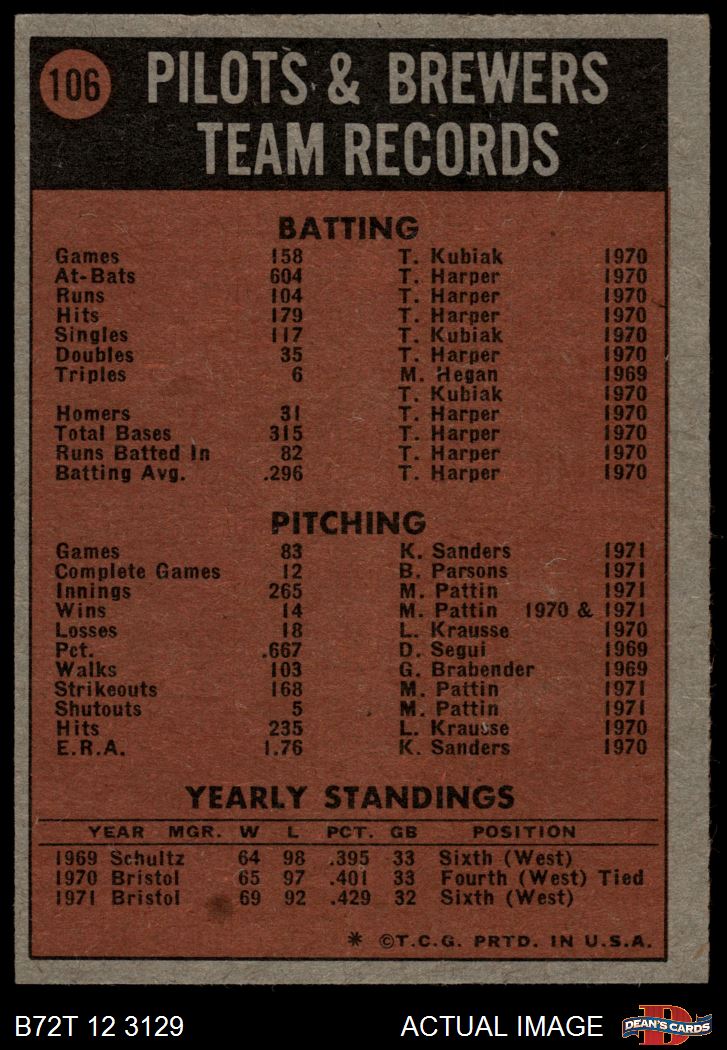 106
PILOTS & BREWERS
TEAM RECORDS
BATTING
Games 158 T. Kubiak 1970
At-Bats 604 T. Harper 1970
Runs 104 T. Harper 1970
Hits 179 T. Harper 1970
Singles 117 T. Kubiak 1970
Doubles 35 T. Harper 1970
Triples 6 M. Hegan 1969
T. Kubiak 1970
Homers 31 T. Harper 1970
Total Bases 315 T. Harper 1970
Runs Batted In 82 T. Harper 1970
Batting Avg. .296 T. Harper 1970
PITCHING
Games 83 K. Sanders 1971
Complete Games 12 B. Parsons 1971
Innings 265 M. Pattin 1971
Wins 14 M. Pattin 1970 & 1971
Losses 18 L. Krausse 1970
Pct. .667 D. Segui 1969
Walks 103 G. Brabender 1969
Strikeouts 168 M. Pattin 1971
Shutouts 5 M. Pattin 1971
Hits 235 L. Krausse 1970
E.R.A. 1.76 K. Sanders 1970
YEARLY STANDINGS
YEAR MGR. W L PCT. GB POSITION
1969 Schultz 64 98 .395 33 Sixth (West)
1970 Bristol 65 97 .401 33 Fourth (West) Tied
1971 Bristol 69 92 .429 32 Sixth (West)
* ©T.C.G. PRTD. IN U.S.A.
B72T 12 3129 ACTUAL IMAGE
D
DEAN'S CARDS